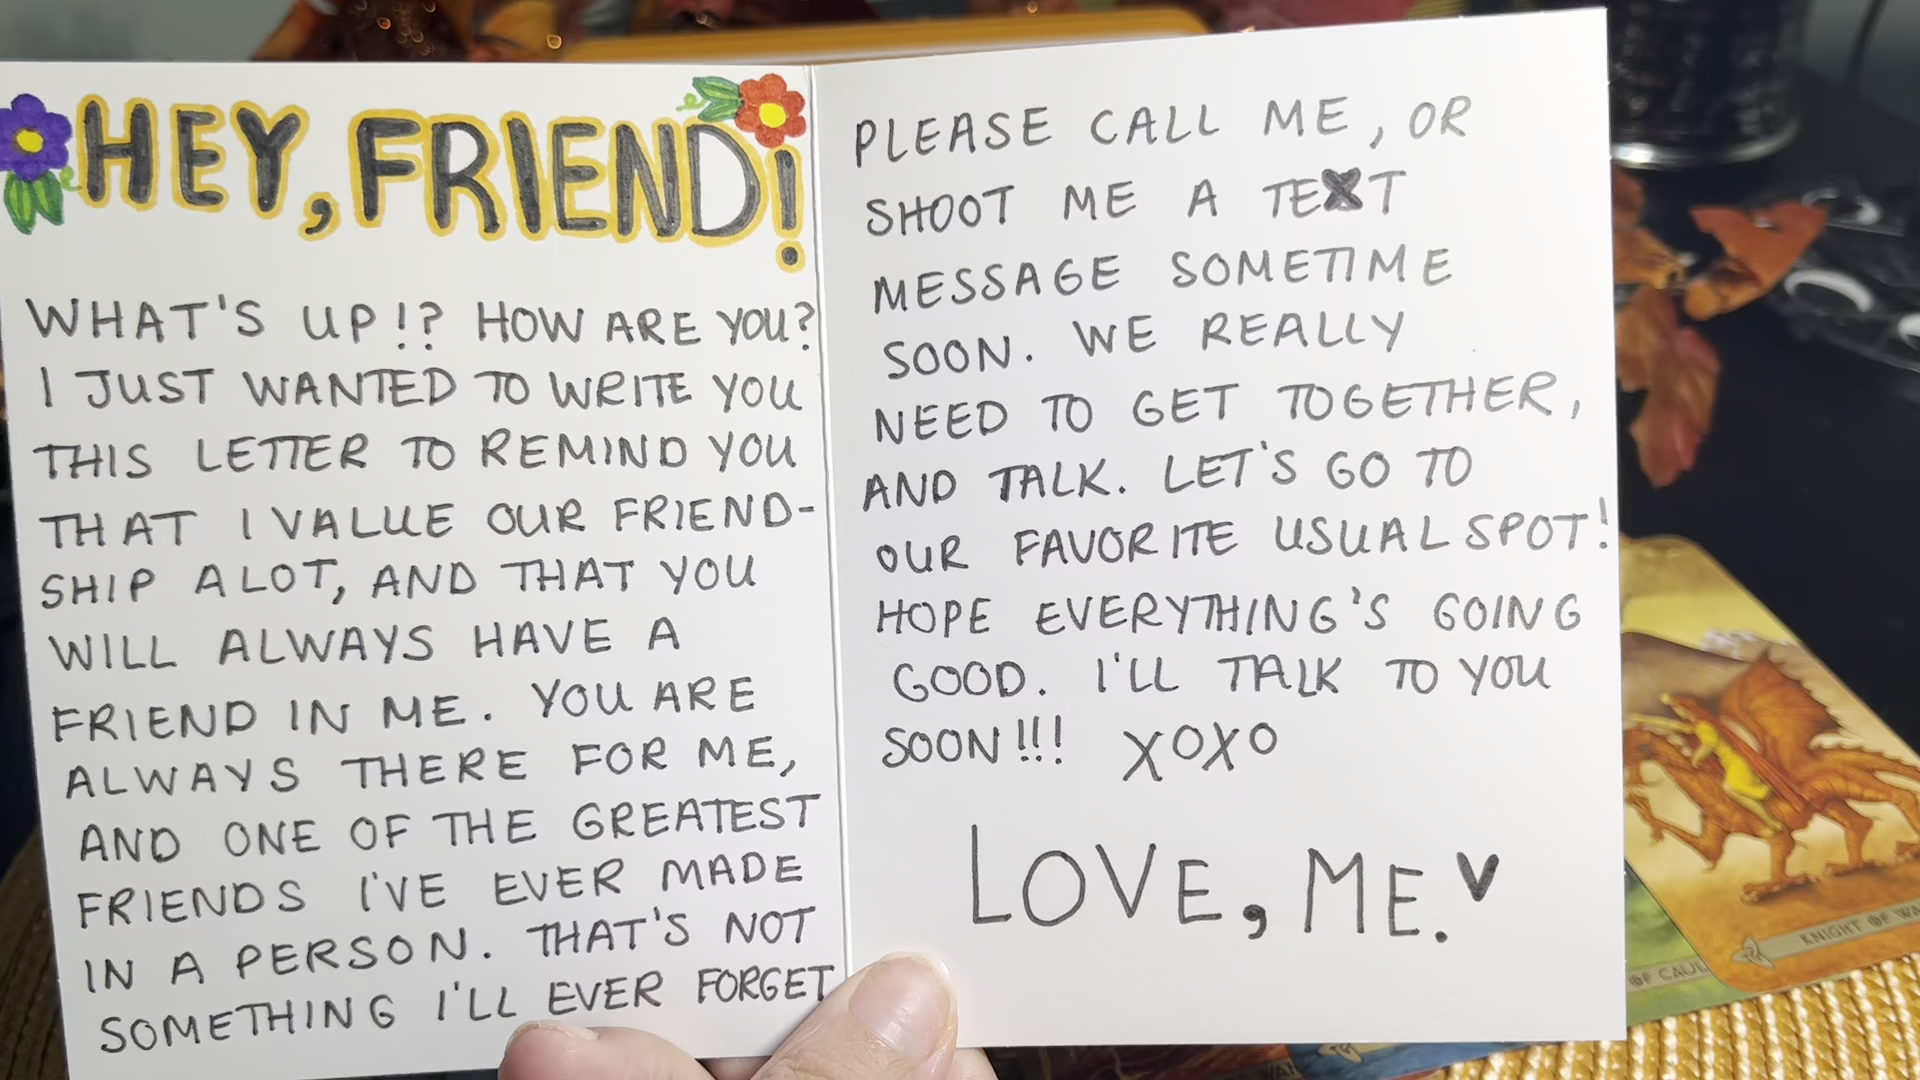 HEY, FRIEND!
WHAT'S UP!? HOW ARE YOU?
I JUST WANTED TO WRITE YOU
THIS LETTER TO REMIND YOU
THAT I VALUE OUR FRIEND-
SHIP ALOT, AND THAT YOU
WILL ALWAYS HAVE A
FRIEND IN ME. YOU ARE
ALWAYS THERE FOR ME,
AND ONE OF THE GREATEST
FRIENDS I'VE EVER MADE
IN A PERSON. THAT'S NOT
SOMETHING I'LL EVER FORGET
PLEASE CALL ME, OR
SHOOT ME A TEXT
MESSAGE SOMETIME
SOON. WE REALLY
NEED TO GET TOGETHER,
AND TALK. LET'S GO TO
OUR FAVORITE USUAL SPOT!
HOPE EVERYTHING'S GOING
GOOD. I'LL TALK TO YOU
SOON!!! XOXO
LOVE, ME. ♥
KNIGHT OF
OF